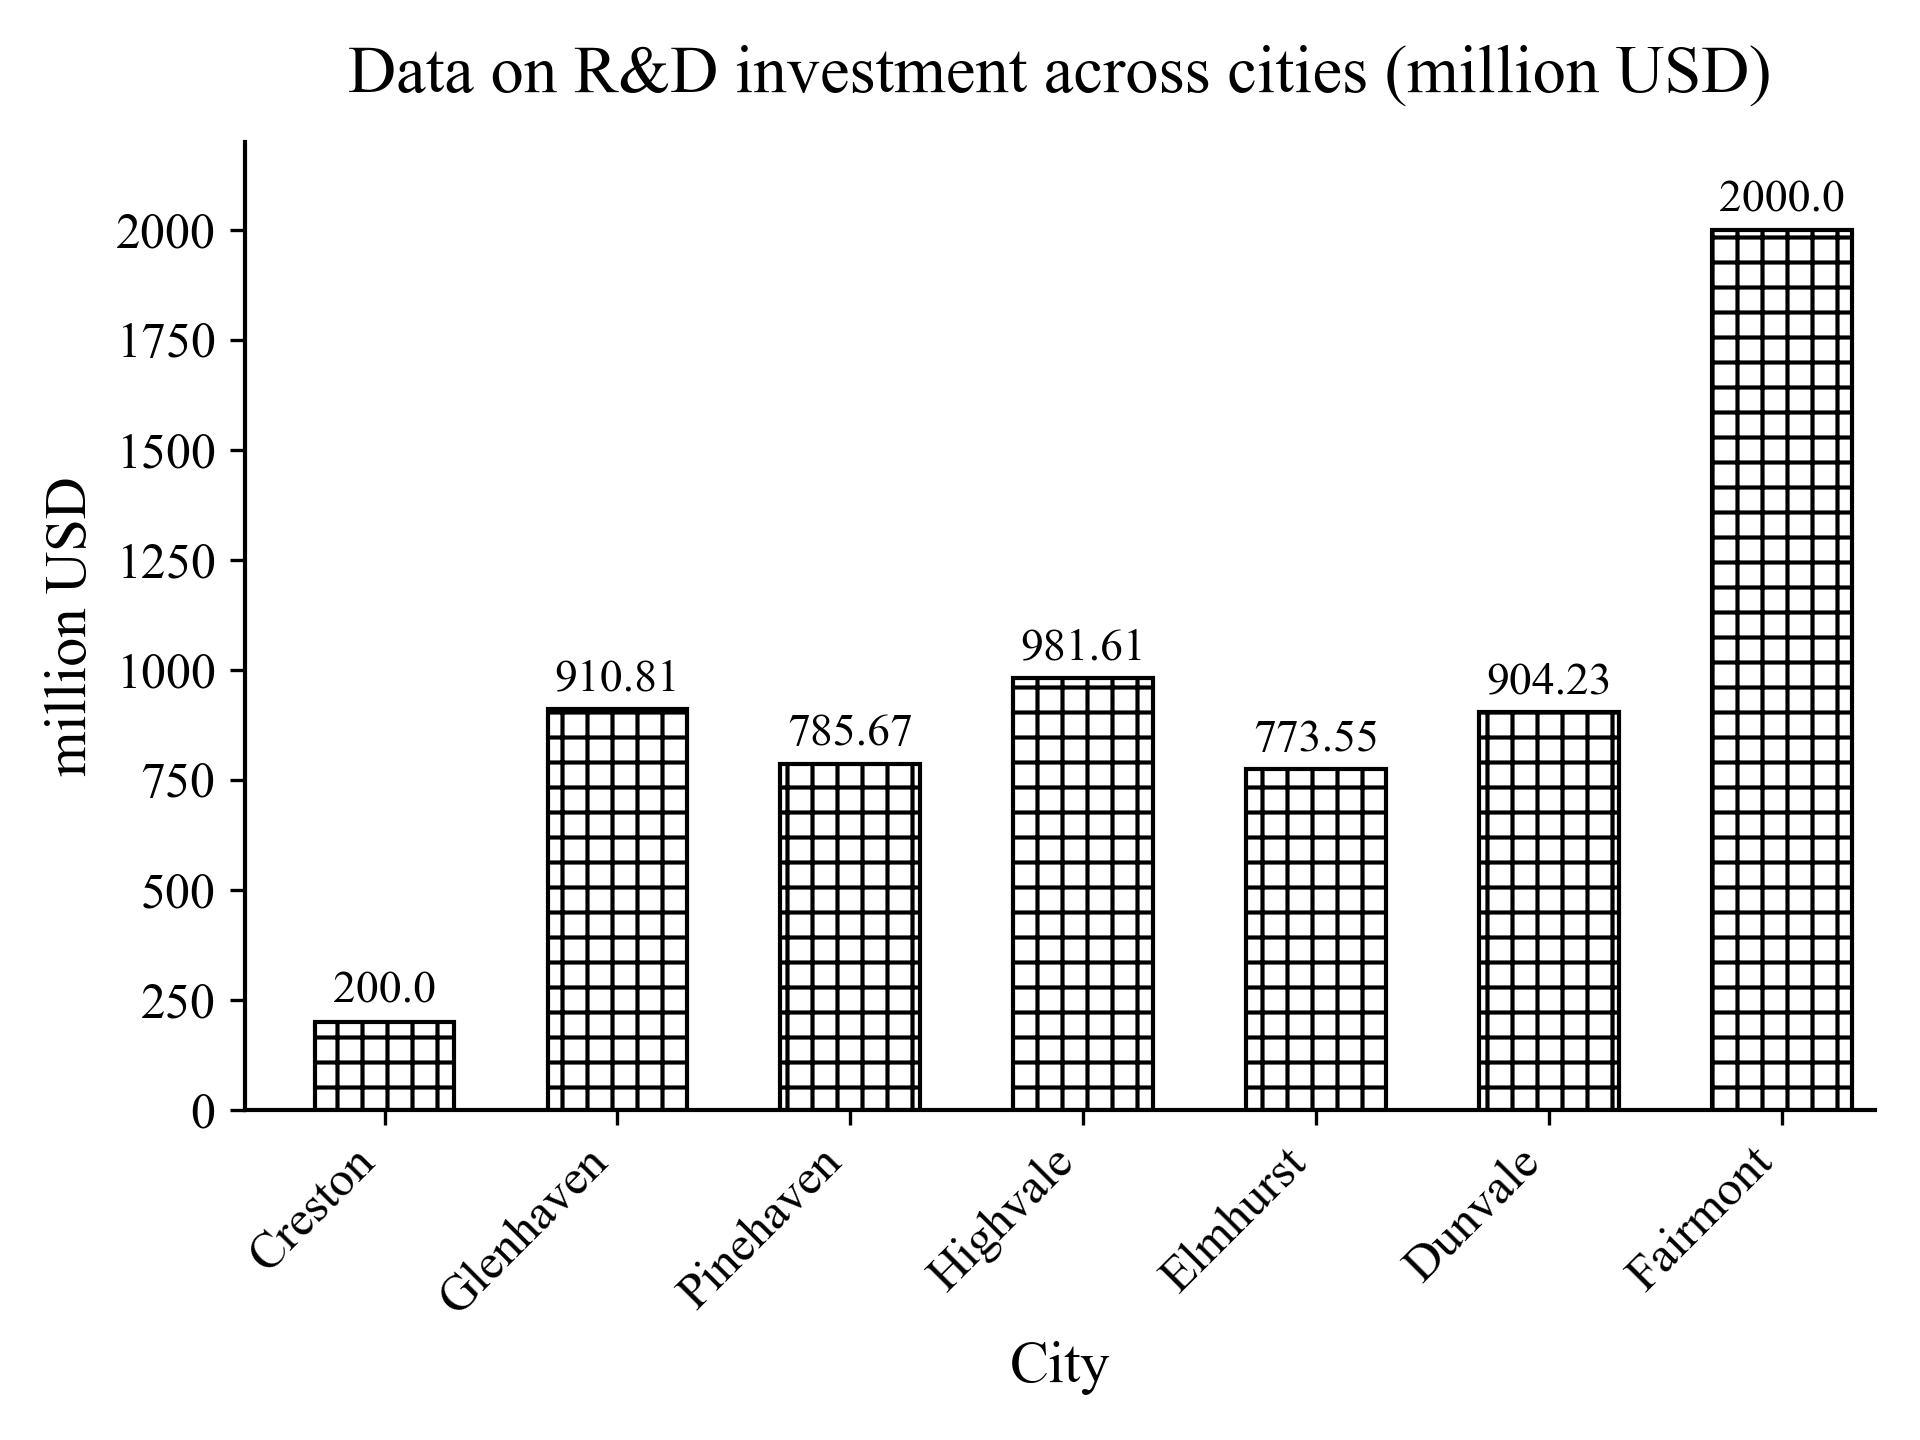 Data on R&D investment across cities (million USD)
million USD
2000
1750
1500
1250
1000
750
500
250
0
200.0
910.81
785.67
981.61
773.55
904.23
2000.0
Creston
Glenhaven
Pinehaven
Highvale
Elmhurst
Dunvale
Fairmont
City